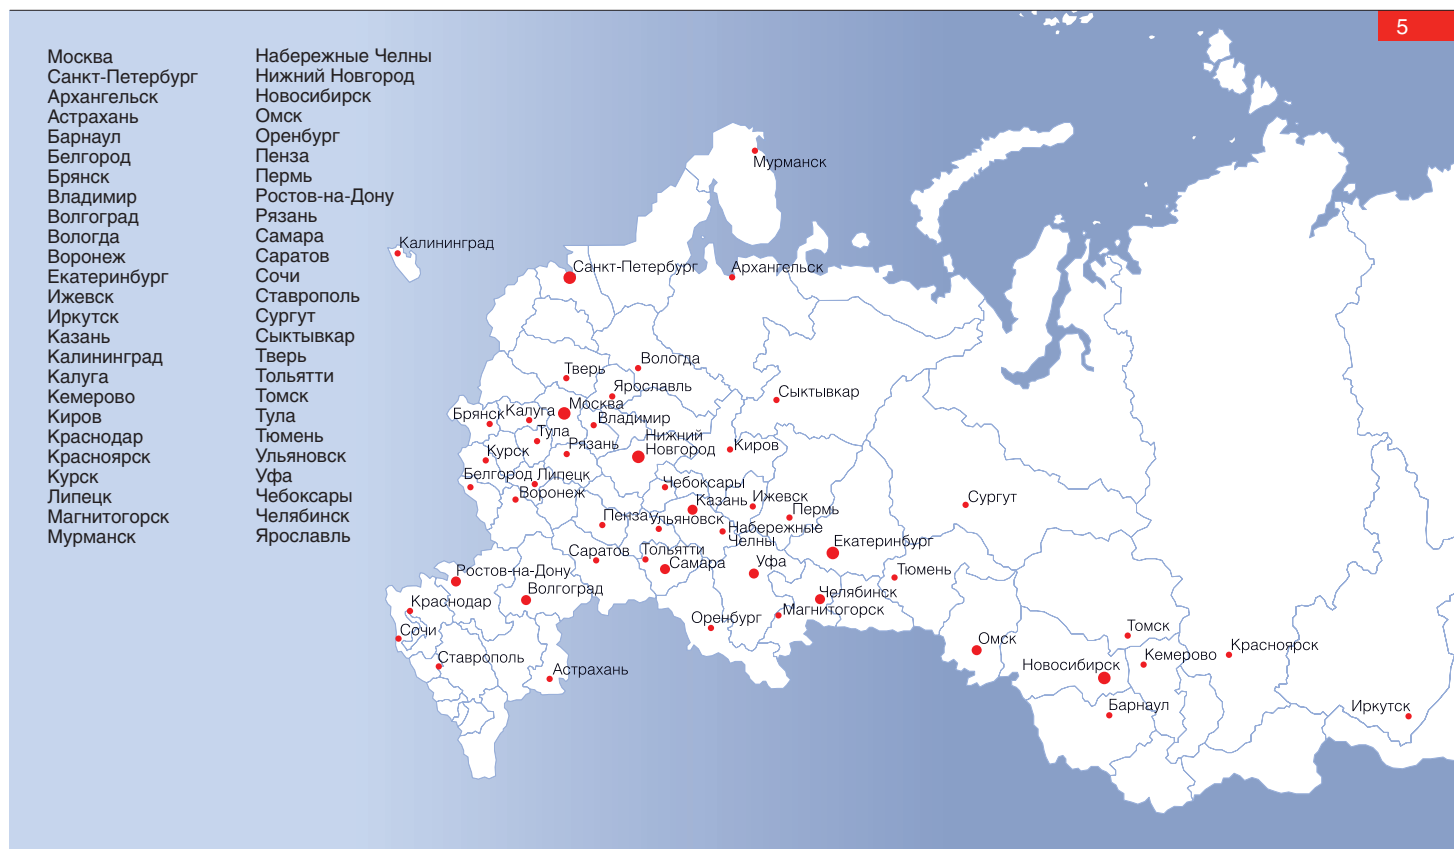 5
Москва
Санкт-Петербург
Архангельск
Астрахань
Барнаул
Белгород
Брянск
Владимир
Волгоград
Вологда
Воронеж
Екатеринбург
Ижевск
Иркутск
Казань
Калининград
Калуга
Кемерово
Киров
Краснодар
Красноярск
Курск
Липецк
Магнитогорск
Мурманск
Набережные Челны
Нижний Новгород
Новосибирск
Омск
Оренбург
Пенза
Пермь
Ростов-на-Дону
Рязань
Самара
Саратов
Сочи
Ставрополь
Сургут
Сыктывкар
Тверь
Тольятти
Томск
Тула
Тюмень
Ульяновск
Уфа
Чебоксары
Челябинск
Ярославль
Мурманск
Калининград
Санкт-Петербург
Архангельск
Вологда
Тверь
Ярославль
Сыктывкар
Брянск
Калуга
Москва
Владимир
Тула
Рязань
Нижний
Новгород
Киров
Курск
Белгород
Липецк
Воронеж
Чебоксары
Казань
Ижевск
Пермь
Сургут
Пенза
Ульяновск
Набережные
Челны
Екатеринбург
Саратов
Тольятти
Самара
Уфа
Тюмень
Ростов-на-Дону
Волгоград
Челябинск
Магнитогорск
Краснодар
Оренбург
Сочи
Ставрополь
Астрахань
Омск
Томск
Новосибирск
Кемерово
Красноярск
Барнаул
Иркутск